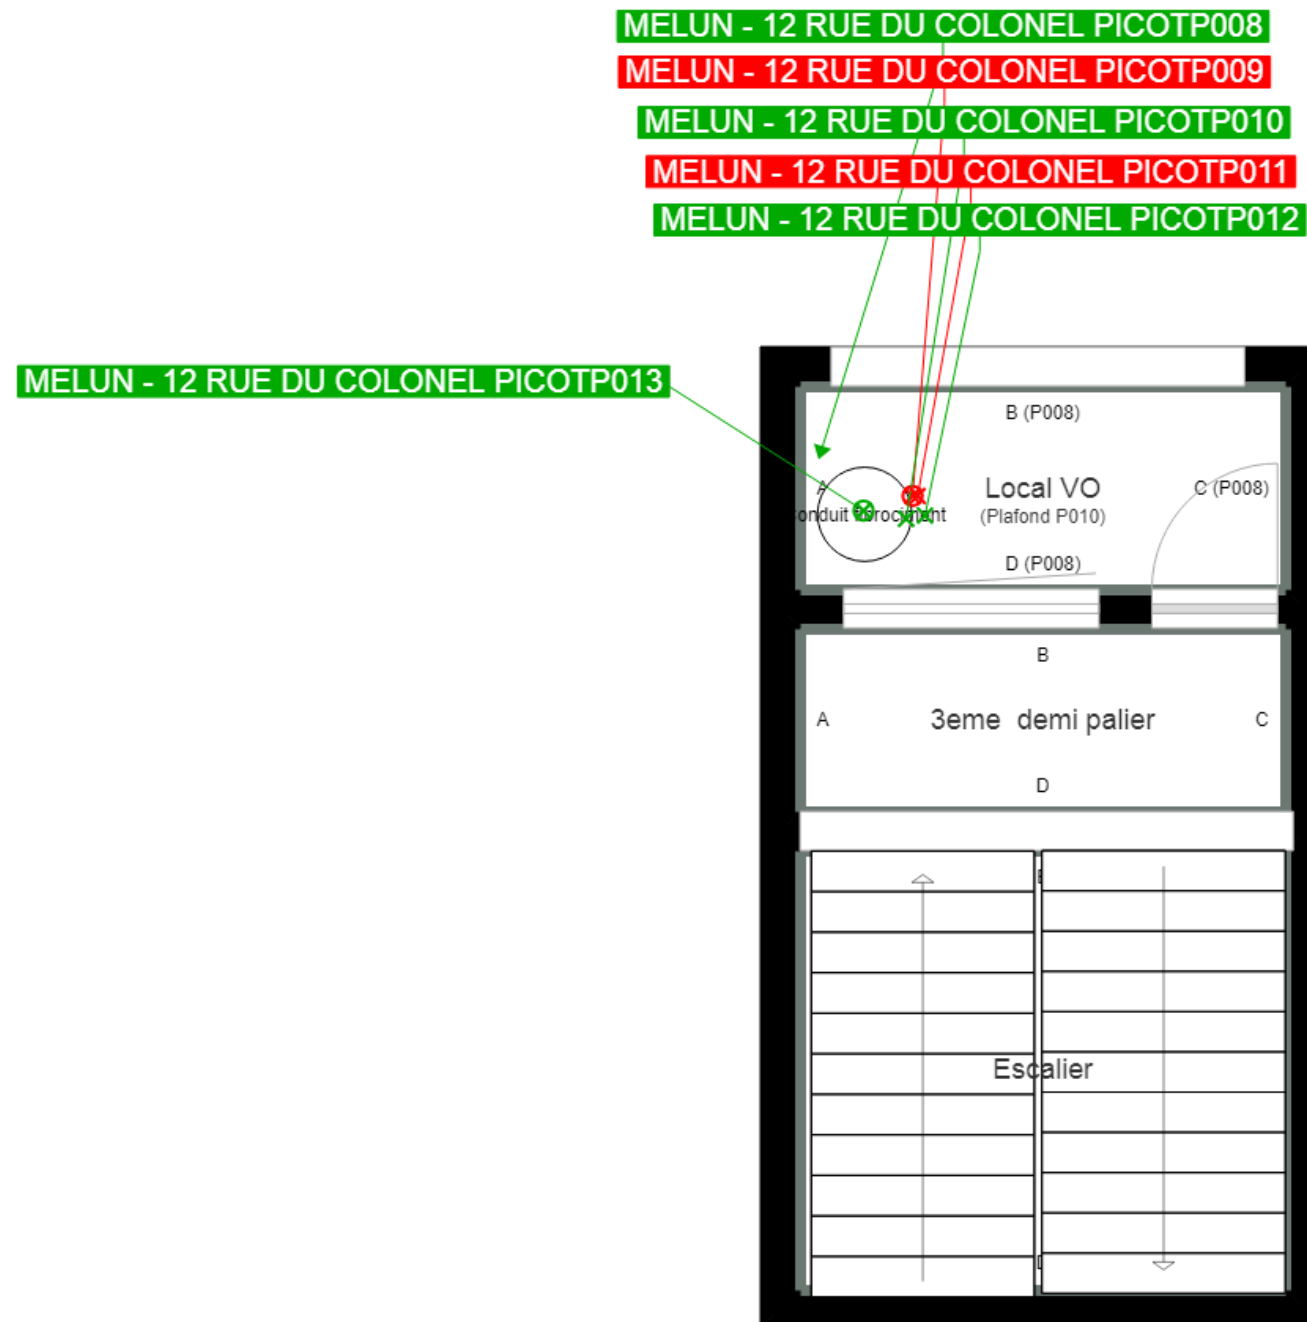 MELUN - 12 RUE DU COLONEL PICOTP008
MELUN - 12 RUE DU COLONEL PICOTP009
MELUN - 12 RUE DU COLONEL PICOTP010
MELUN - 12 RUE DU COLONEL PICOTP011
MELUN - 12 RUE DU COLONEL PICOTP012
MELUN - 12 RUE DU COLONEL PICOTP013
B (P008)
A
Local VO
C (P008)
(Plafond P010)
D (P008)
B
A
3eme demi palier
C
D
Escalier